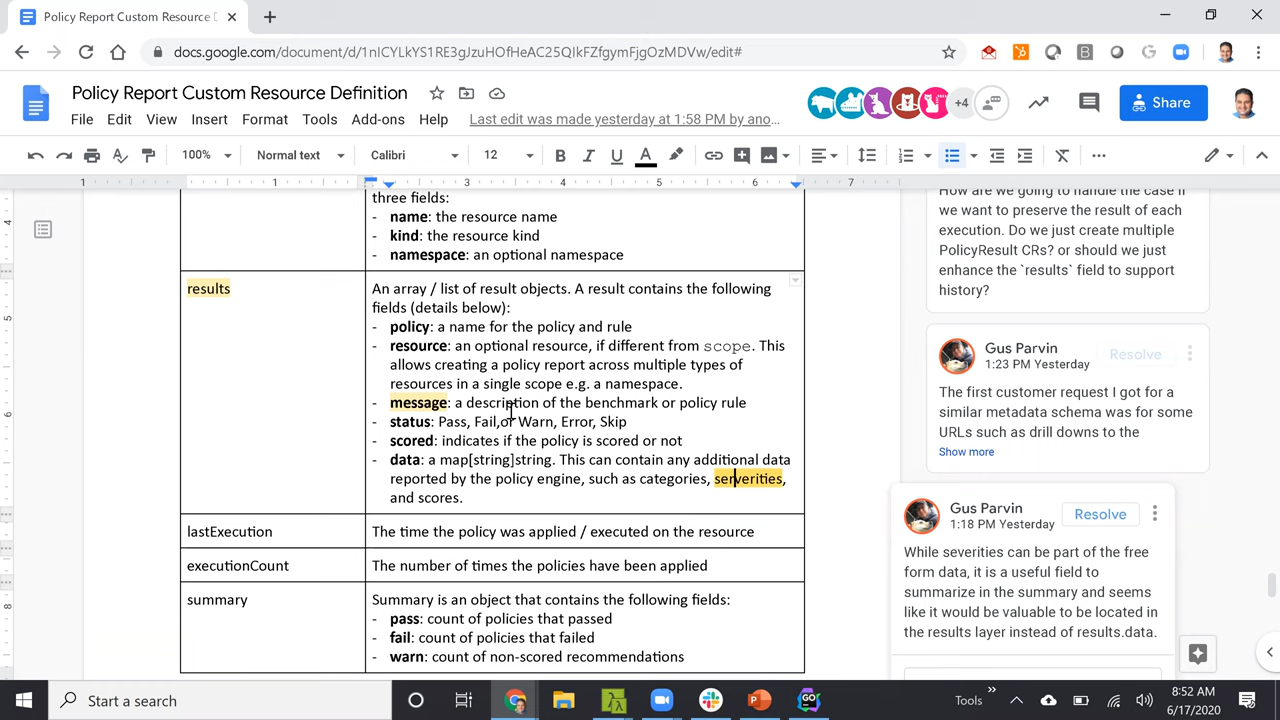 Policy Report Custom Resource D
docs.google.com/document/d/1nICYLkYS1RE3gJzuHOfHeAC25QIkFZfgymFjgOzMDVw/edit#
Policy Report Custom Resource Definition
+4
Share
File Edit View Insert Format Tools Add-ons Help Last edit was made yesterday at 1:58 PM by ano...
100% Normal text Calibri 12 B I U A
1 1 2 3 4 5 6 7
three fields:
- name: the resource name
- kind: the resource kind
- namespace: an optional namespace
results
An array / list of result objects. A result contains the following
fields (details below):
- policy: a name for the policy and rule
- resource: an optional resource, if different from scope. This
allows creating a policy report across multiple types of
resources in a single scope e.g. a namespace.
- message: a description of the benchmark or policy rule
- status: Pass, Fail,or Warn, Error, Skip
- scored: indicates if the policy is scored or not
- data: a map[string]string. This can contain any additional data
reported by the policy engine, such as categories, serverities,
and scores.
lastExecution The time the policy was applied / executed on the resource
executionCount The number of times the policies have been applied
summary Summary is an object that contains the following fields:
- pass: count of policies that passed
- fail: count of policies that failed
- warn: count of non-scored recommendations
4
5
6
7
8
How are we going to handle the case if
we want to preserve the result of each
execution. Do we just create multiple
PolicyResult CRs? or should we just
enhance the `results` field to support
history?
Gus Parvin
1:23 PM Yesterday
Resolve
The first customer request I got for a
similar metadata schema was for some
URLs such as drill downs to the
Show more
Gus Parvin
1:18 PM Yesterday
Resolve
While severities can be part of the free
form data, it is a useful field to
summarize in the summary and seems
like it would be valuable to be located in
the results layer instead of results.data.
Start a search
Tools
8:52 AM
6/17/2020